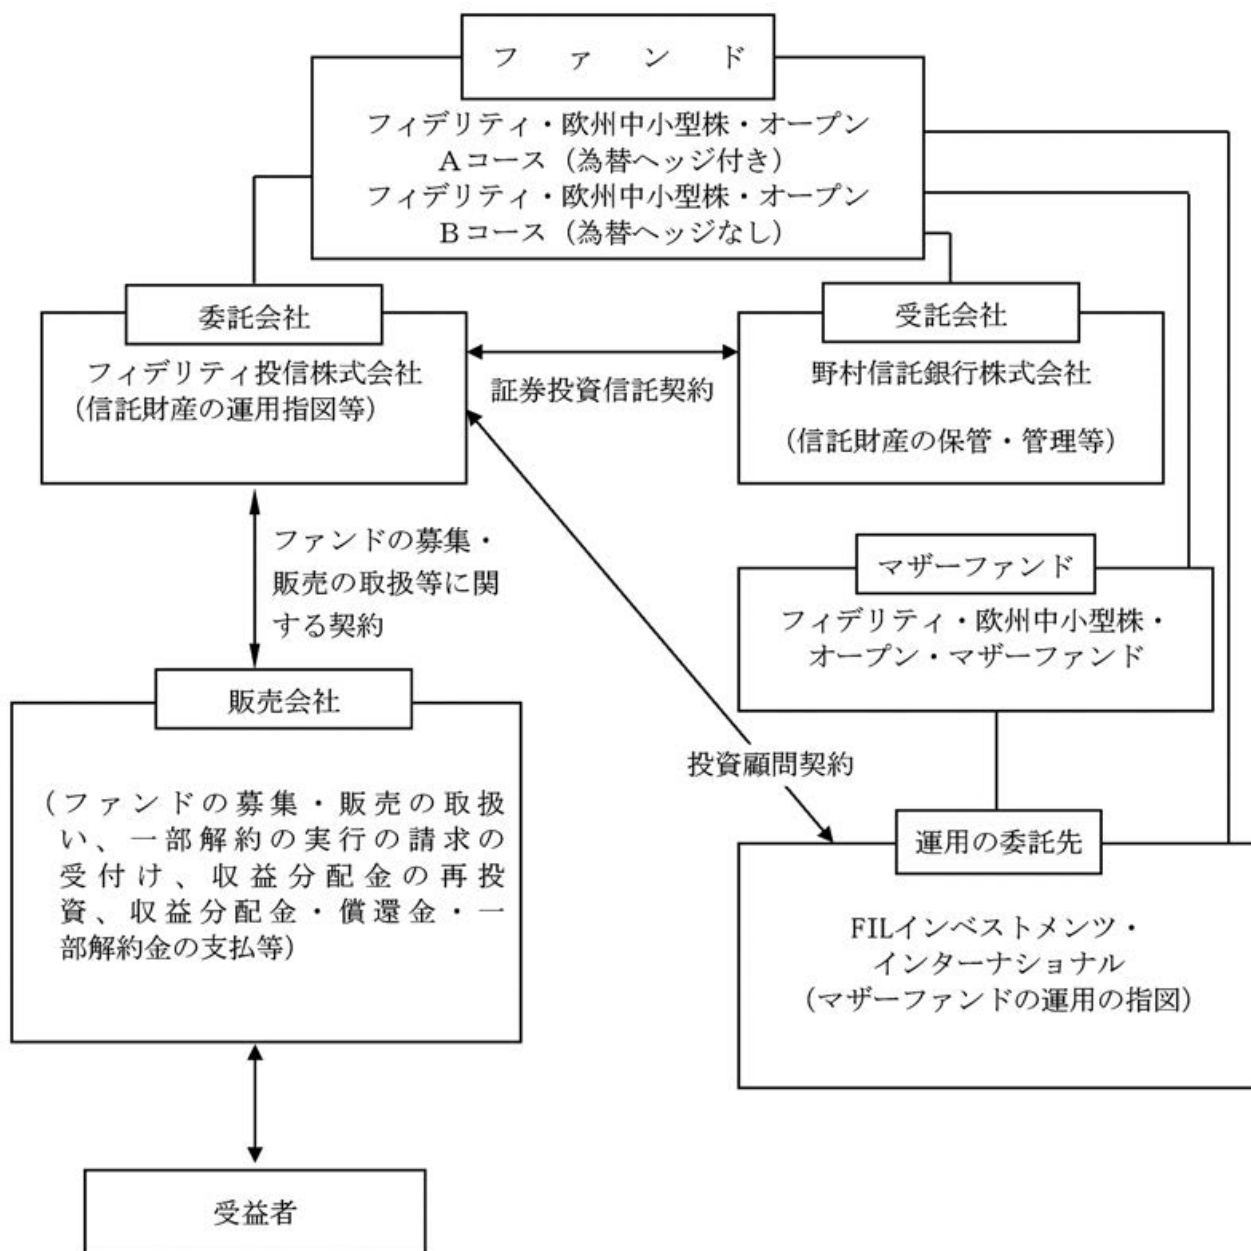 ファンド
フィデリティ・欧州中小型株・オープン
Aコース（為替ヘッジ付き）
フィデリティ・欧州中小型株・オープン
Bコース（為替ヘッジなし）
委託会社
フィデリティ投信株式会社
（信託財産の運用指図等）
証券投資信託契約
受託会社
野村信託銀行株式会社
（信託財産の保管・管理等）
ファンドの募集・
販売の取扱等に関
する契約
マザーファンド
フィデリティ・欧州中小型株・
オープン・マザーファンド
販売会社
（ファンドの募集・販売の取扱
い、一部解約の実行の請求の
受付け、収益分配金の再投
資、収益分配金・償還金・一
部解約金の支払等）
投資顧問契約
運用の委託先
FILインベストメンツ・
インターナショナル
（マザーファンドの運用の指図）
受益者